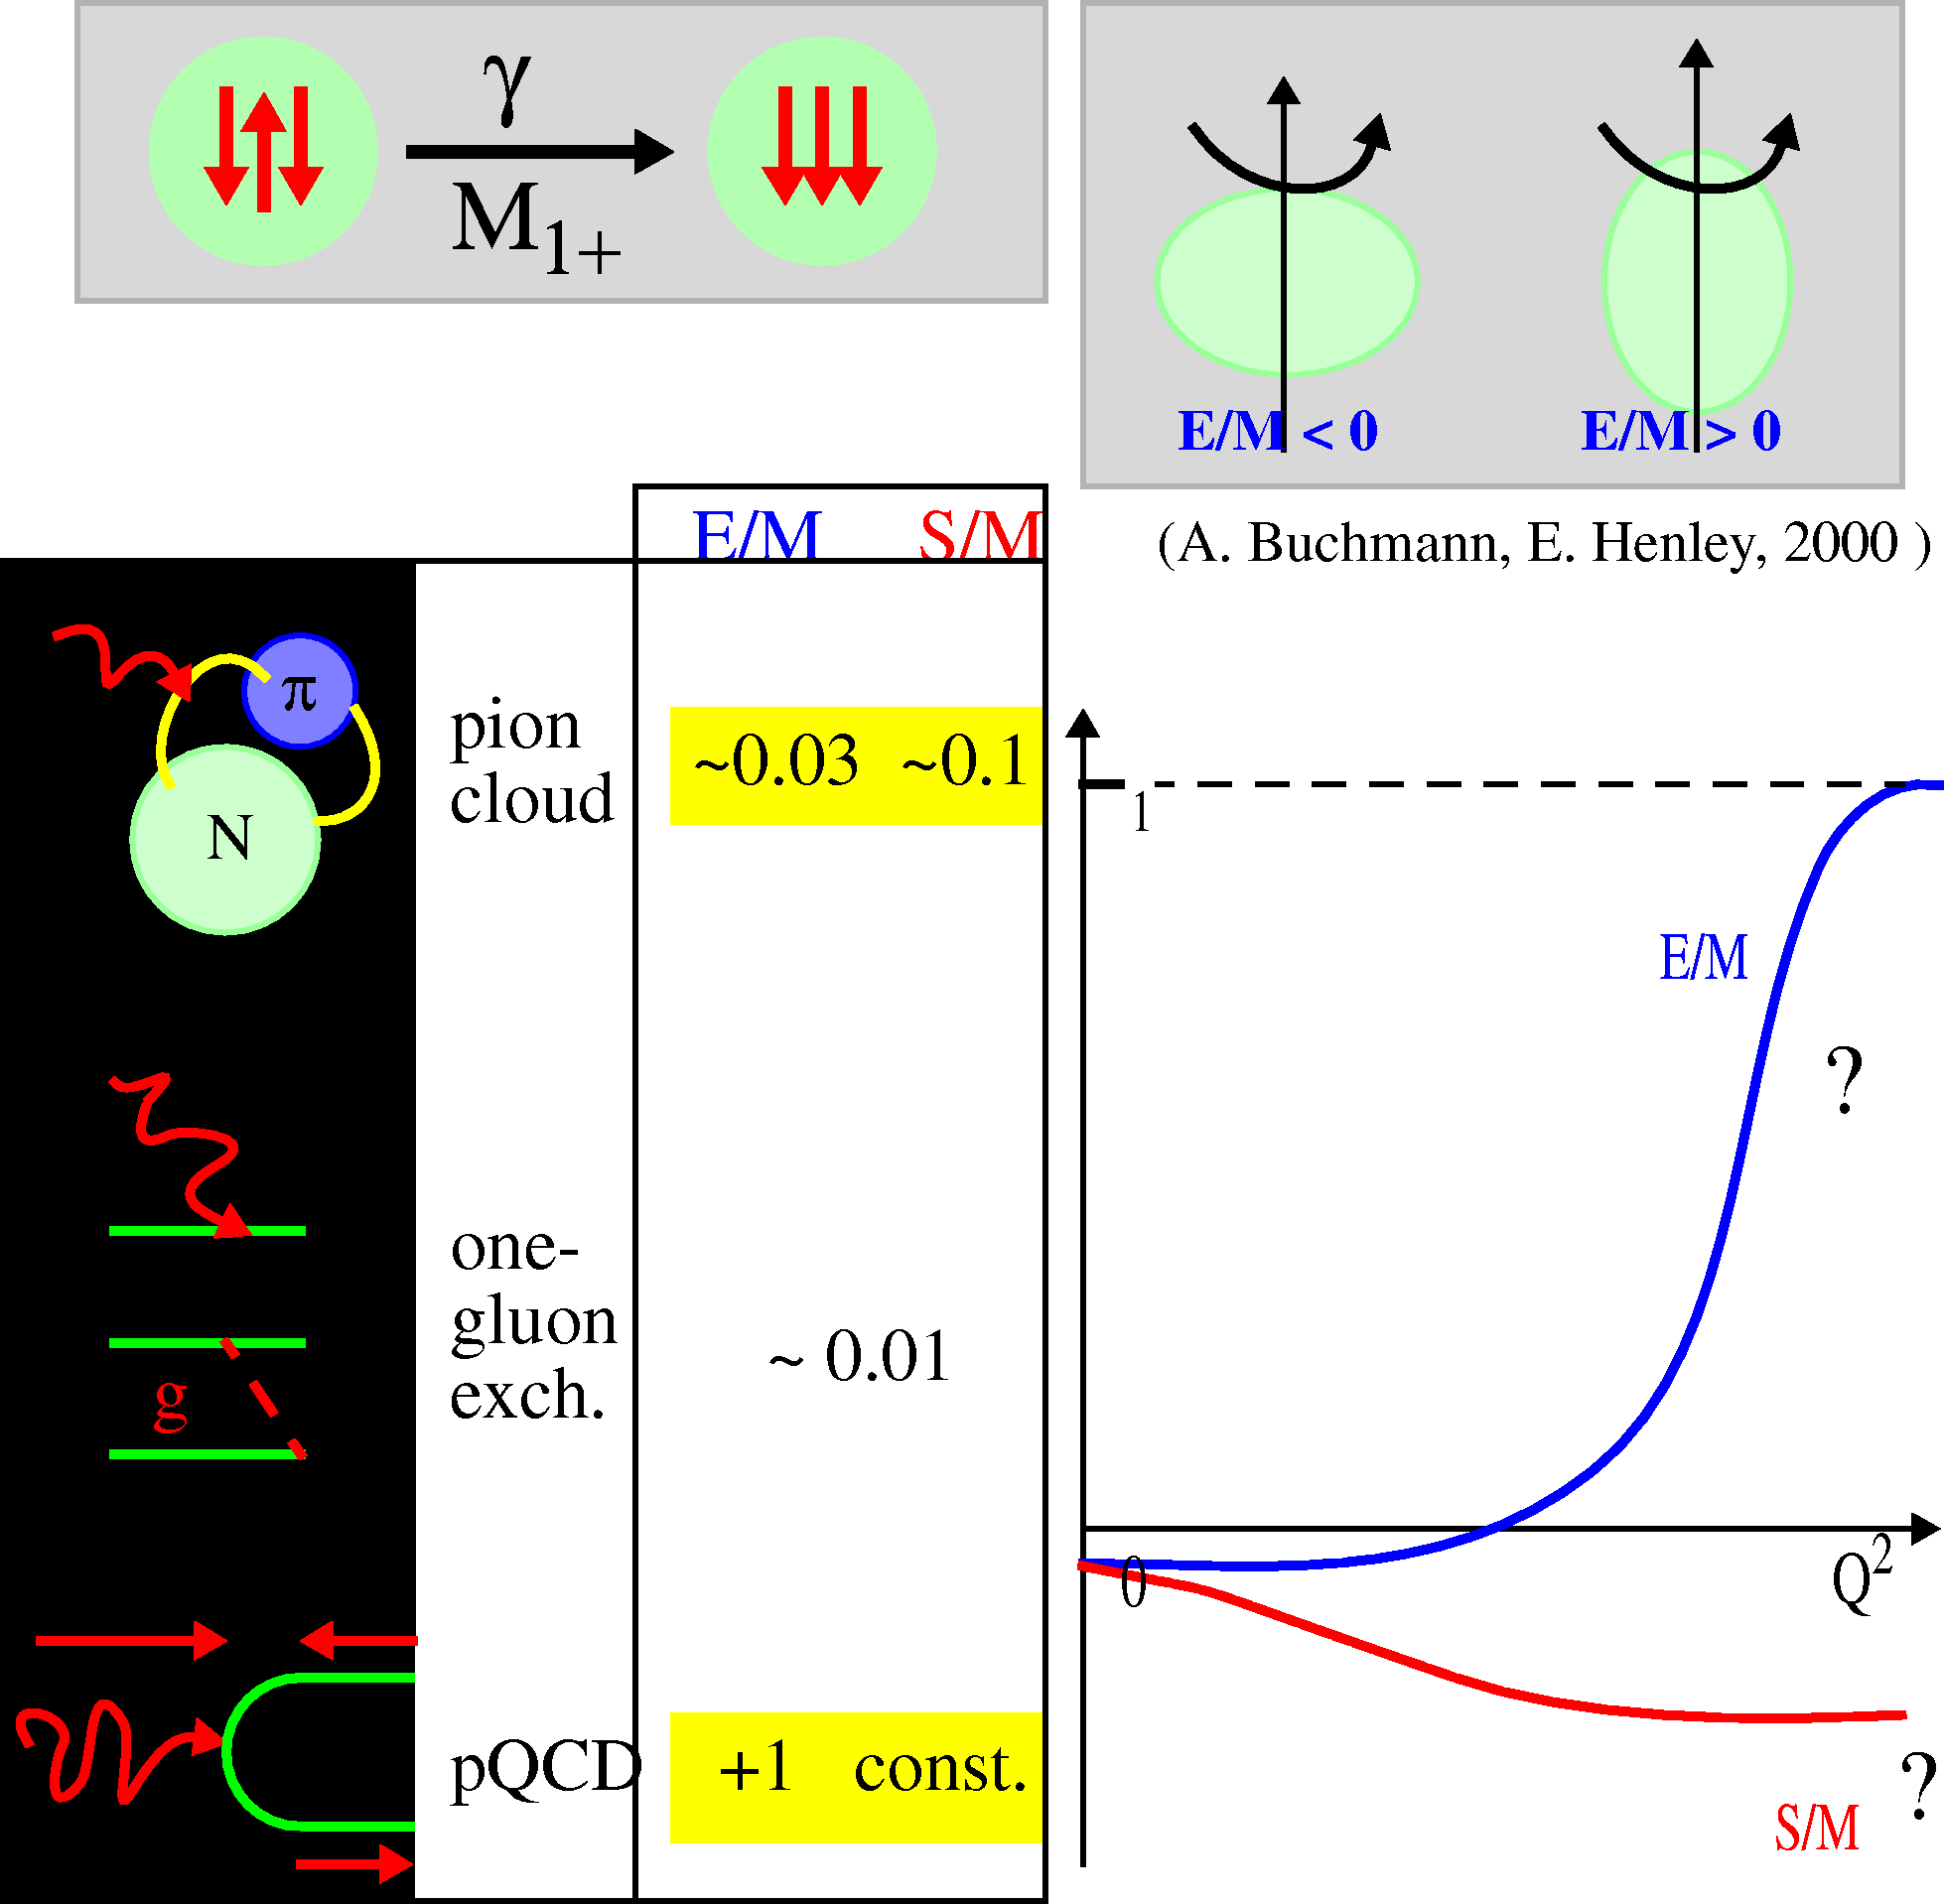 γ
M1+
E/M < 0
E/M > 0
(A. Buchmann, E. Henley, 2000 )
E/M S/M
π
N
pion
cloud
~0.03 ~0.1
g
one-
gluon
exch.
~ 0.01
pQCD
+1 const.
1
E/M
?
0
Q²
?
S/M